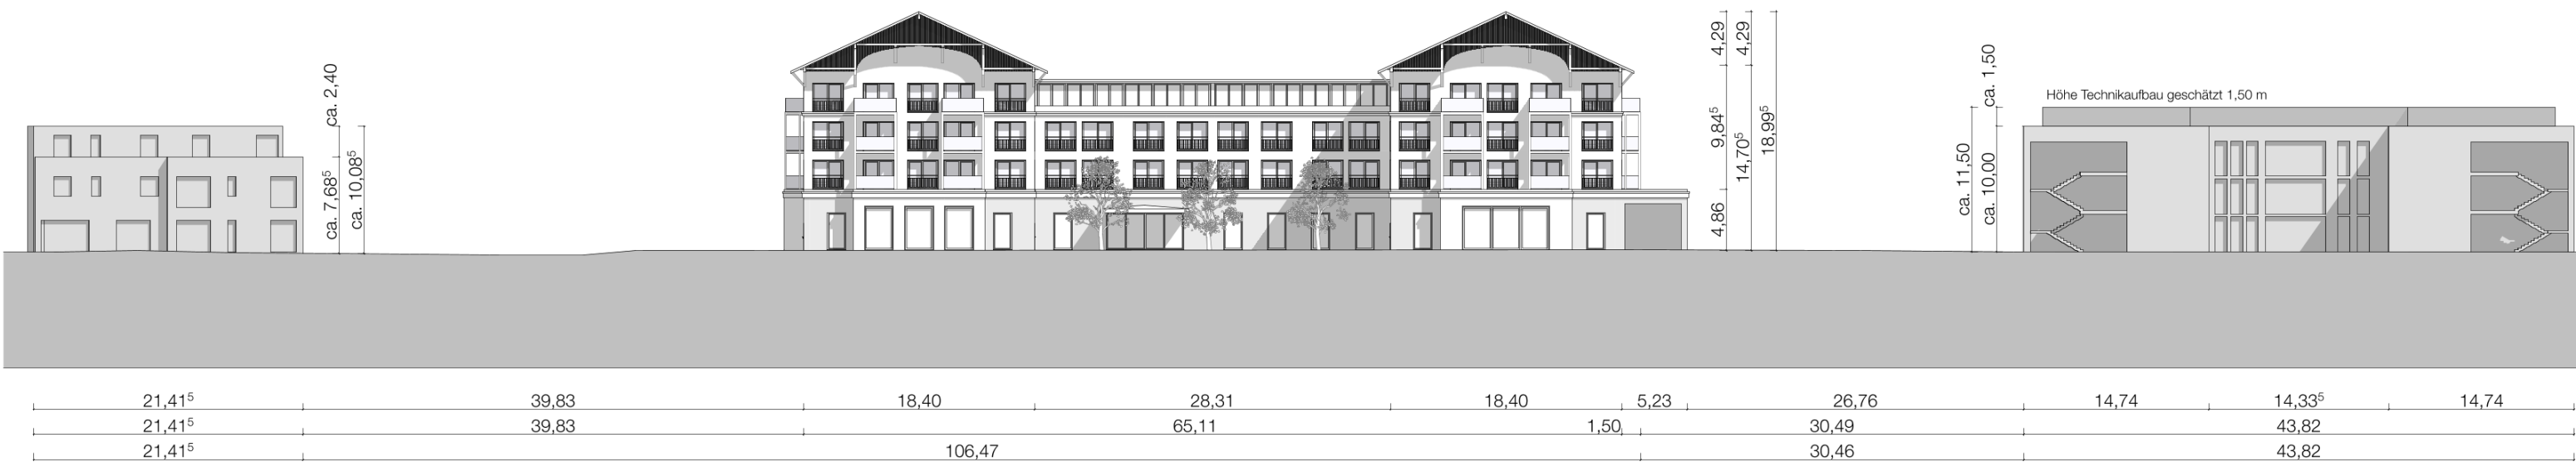 ca. 2,40
ca. 7,68⁵
ca. 10,08⁵
4,29
4,29
9,84⁵
14,70⁵
18,99⁵
4,86
ca. 1,50
Höhe Technikaufbau geschätzt 1,50 m
ca. 11,50
ca. 10,00
21,41⁵ 39,83 18,40 28,31 18,40 5,23 26,76 14,74 14,33⁵ 14,74
21,41⁵ 39,83 65,11 1,50 30,49 43,82
21,41⁵ 106,47 30,46 43,82